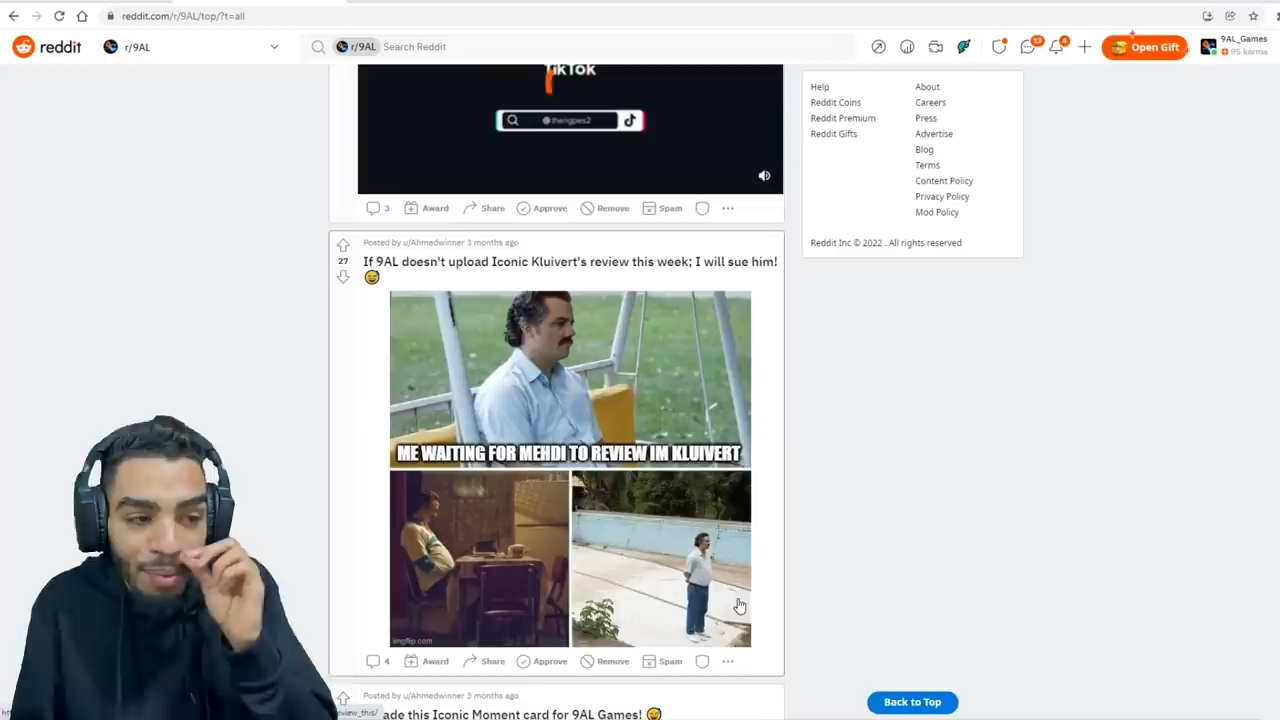 reddit.com/r/9AL/top/?t=all
reddit
r/9AL
r/9AL Search Reddit
13
4
Open Gift
9AL_Games
95 karma
TikTok
@thengpes2
3 Award Share Approve Remove Spam
Posted by u/Ahmedwinner 3 months ago
27
If 9AL doesn't upload Iconic Kluivert's review this week; I will sue him!
😅
ME WAITING FOR MEHDI TO REVIEW IM KLUIVERT
imgflip.com
4 Award Share Approve Remove Spam
Posted by u/Ahmedwinner 3 months ago
ade this Iconic Moment card for 9AL Games! 😅
eview_this/
Help
Reddit Coins
Reddit Premium
Reddit Gifts
About
Careers
Press
Advertise
Blog
Terms
Content Policy
Privacy Policy
Mod Policy
Reddit Inc © 2022 . All rights reserved
Back to Top